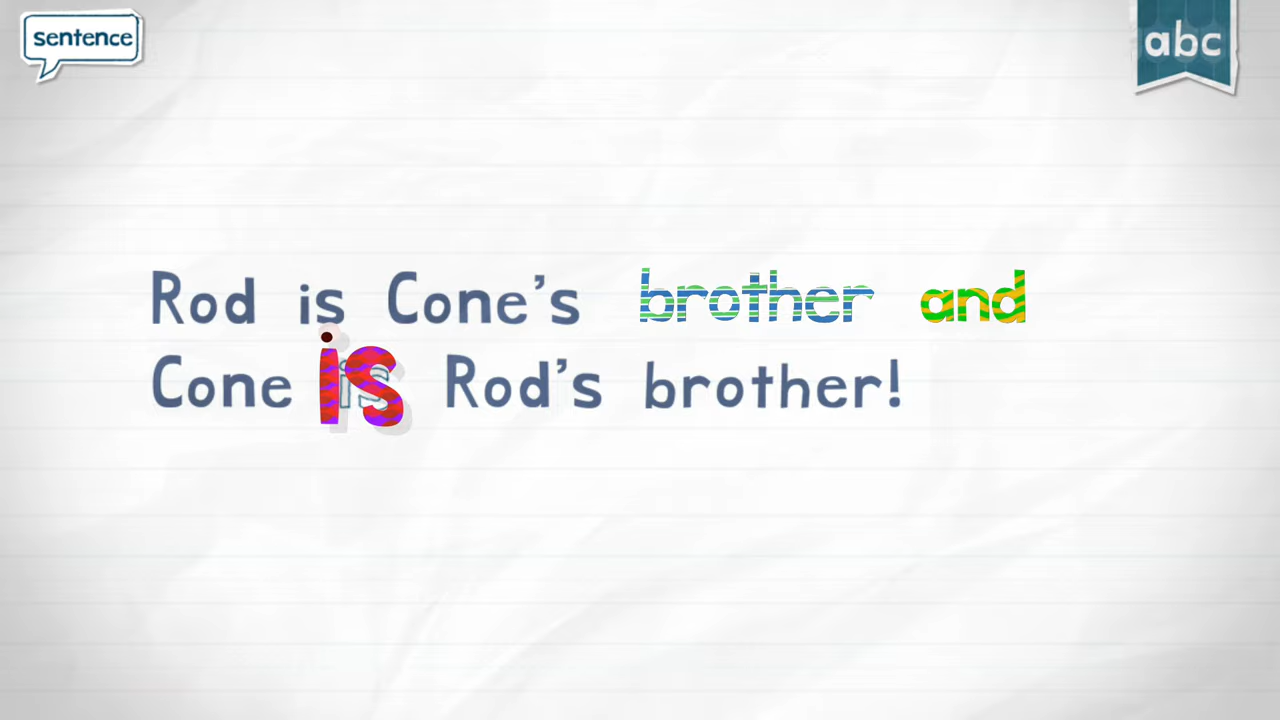 sentence
abc
Rod is Cone's brother and
Cone is Rod's brother!